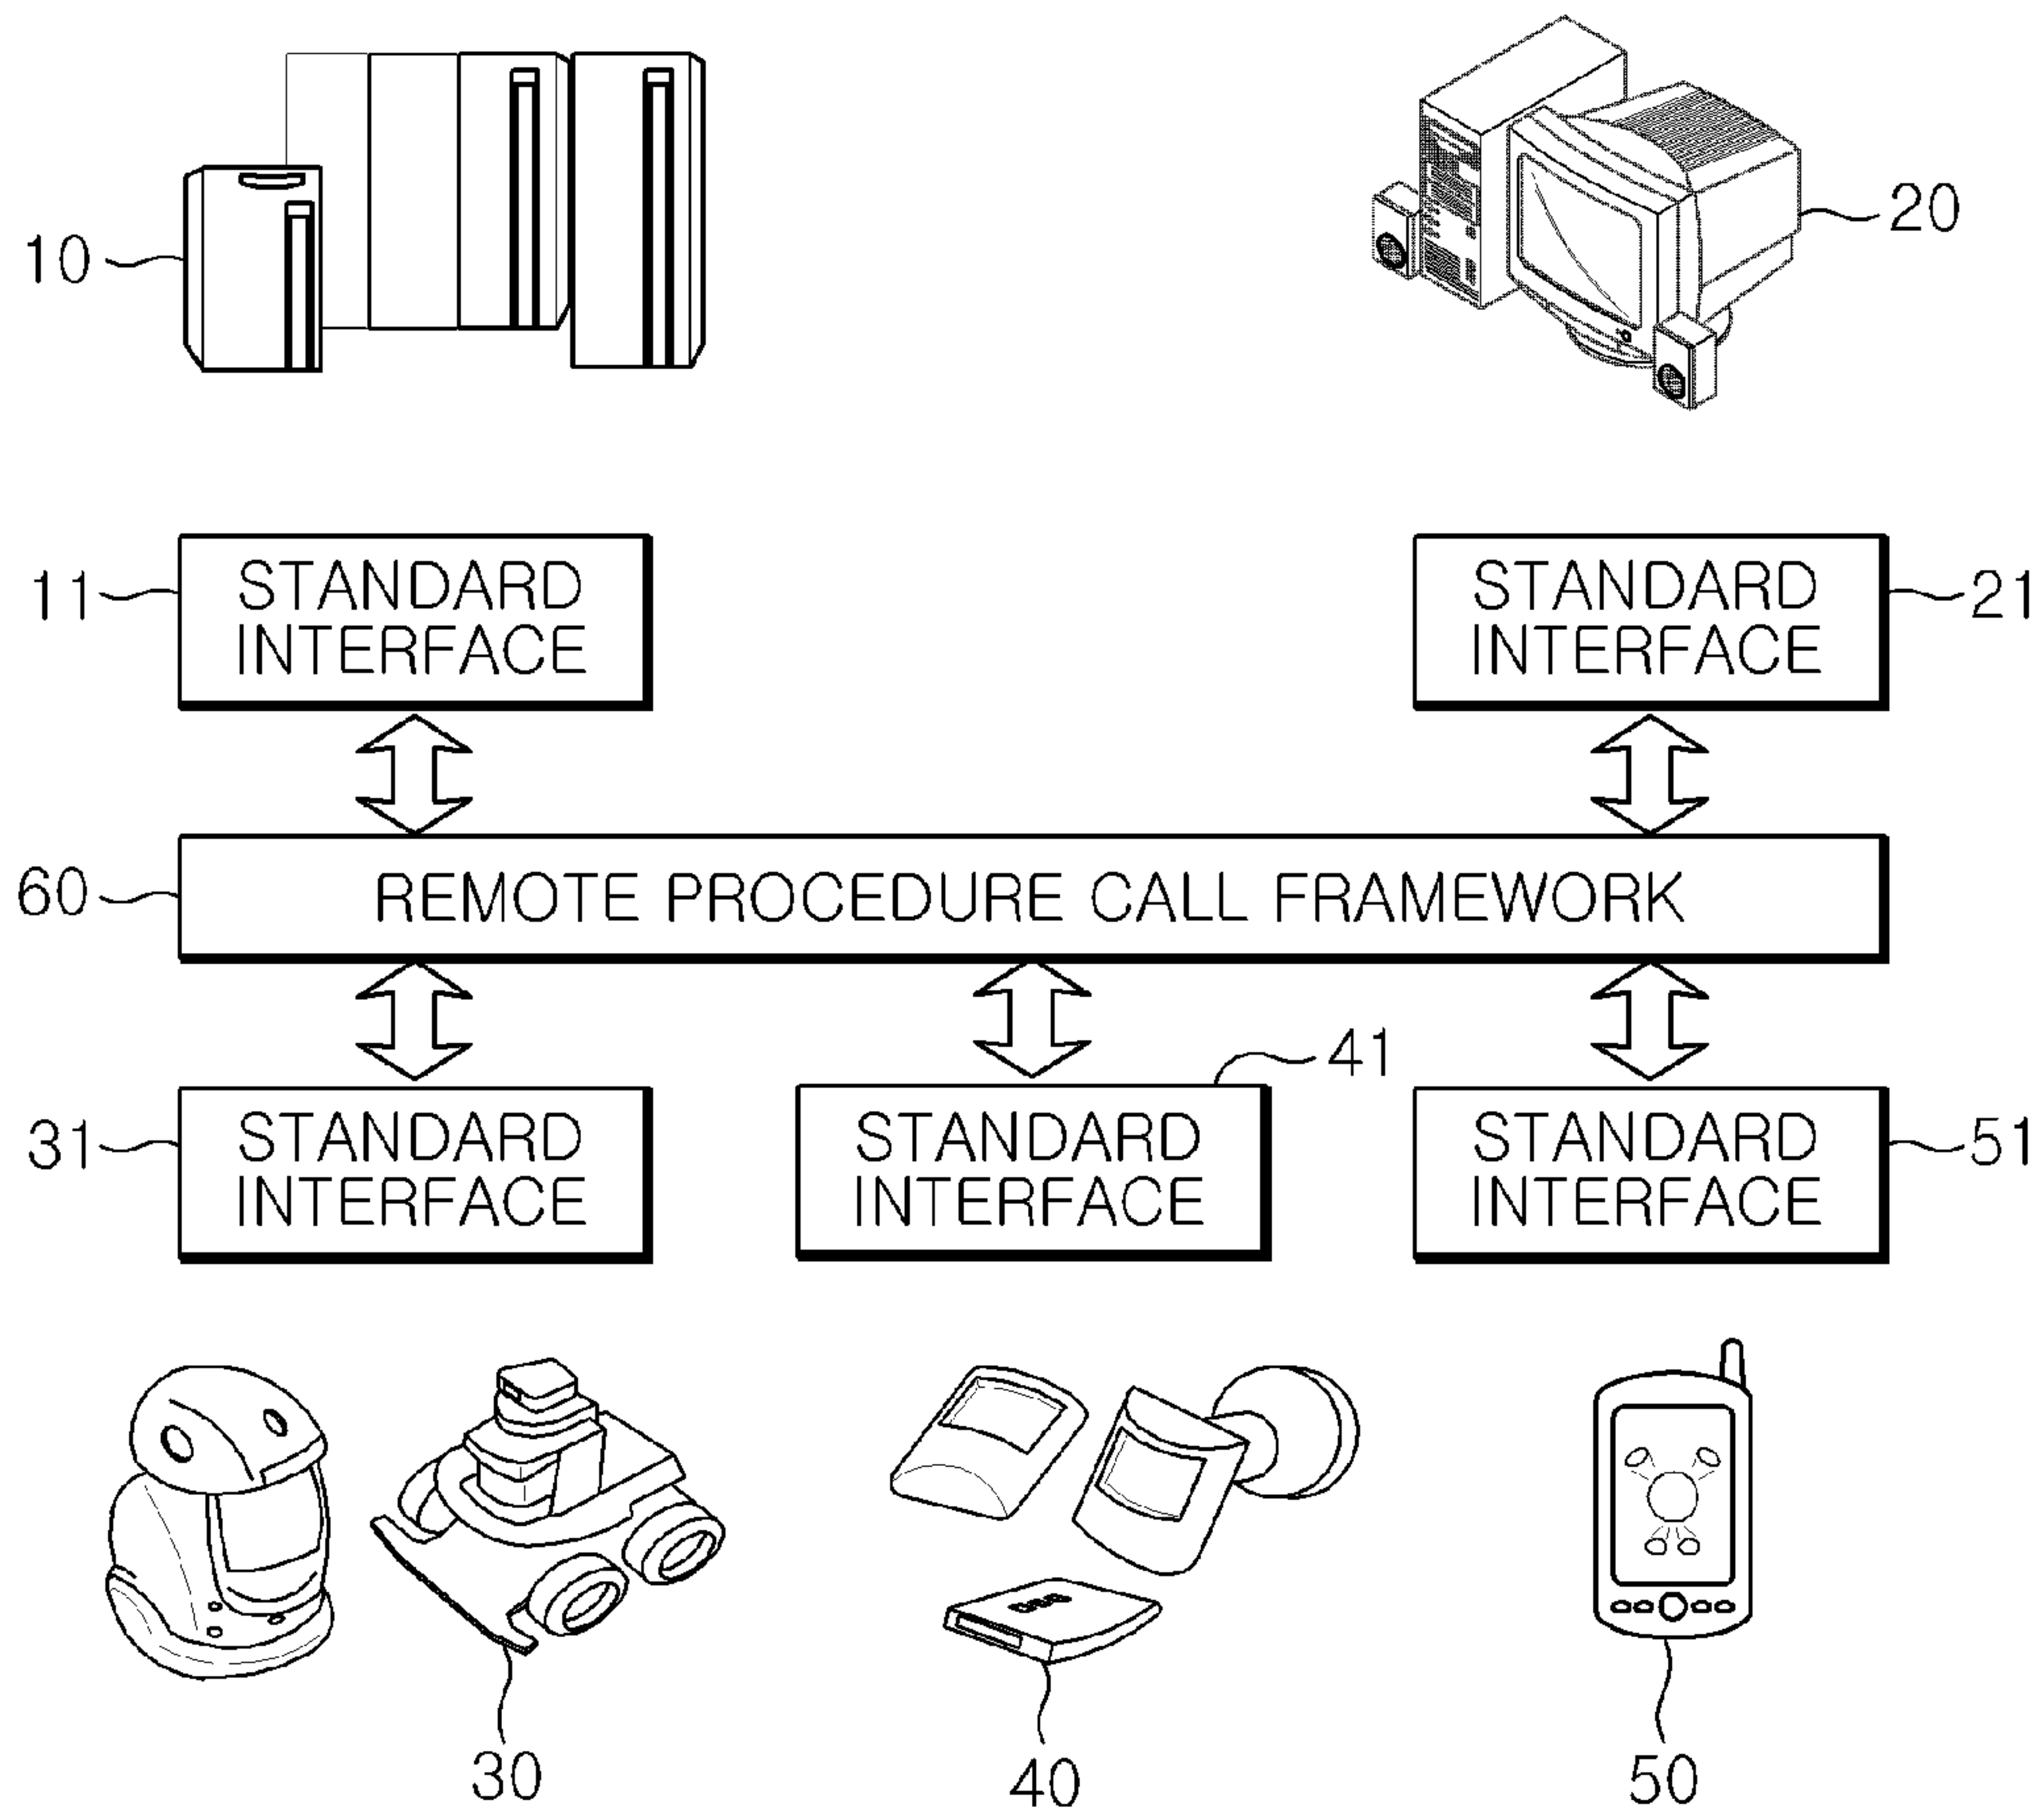 10
20
11
STANDARD
INTERFACE
STANDARD
INTERFACE
21
60
REMOTE PROCEDURE CALL FRAMEWORK
41
31
STANDARD
INTERFACE
STANDARD
INTERFACE
STANDARD
INTERFACE
51
30
40
50